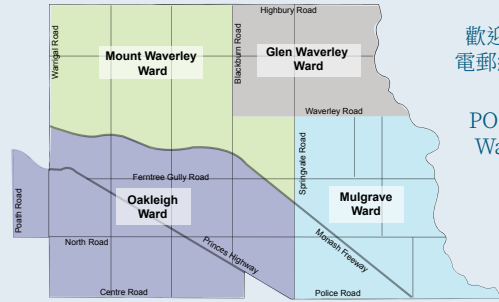 Highbury Road
Warrigal Road
Mount Waverley
Ward
Blackburn Road
Glen Waverley
Ward
Waverley Road
Springvale Road
Ferntree Gully Road
Oakleigh
Ward
Mulgrave
Ward
Poath Road
North Road
Princes Highway
Monash Freeway
Centre Road
Police Road
歡迎
電郵
PO
Wa